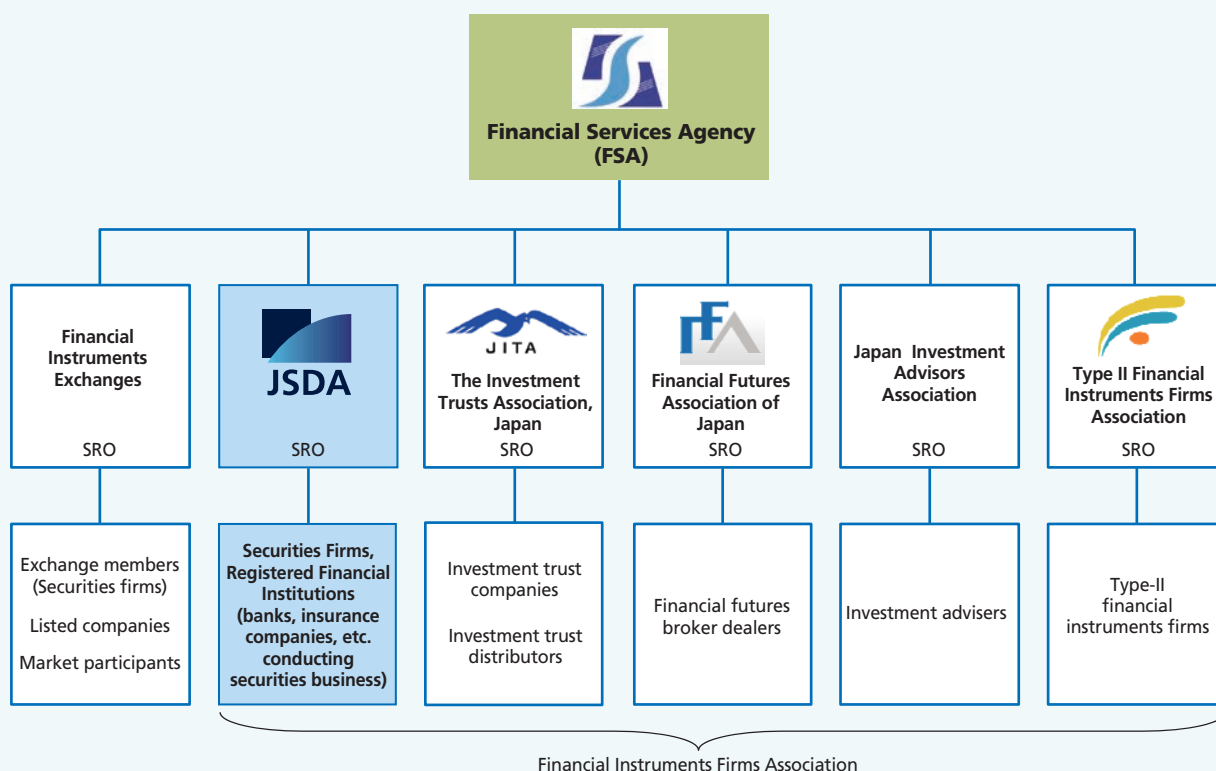 Financial Services Agency
(FSA)
Financial
Instruments
Exchanges
SRO
JSDA
SRO
JITA
The Investment
Trusts Association,
Japan
SRO
FFA
Financial Futures
Association of
Japan
SRO
Japan Investment
Advisors
Association
SRO
Type II Financial
Instruments Firms
Association
SRO
Exchange members
(Securities firms)
Listed companies
Market participants
Securities Firms,
Registered Financial
Institutions
(banks, insurance
companies, etc.
conducting
securities business)
Investment trust
companies
Investment trust
distributors
Financial futures
broker dealers
Investment advisers
Type-II
financial
instruments firms
Financial Instruments Firms Association